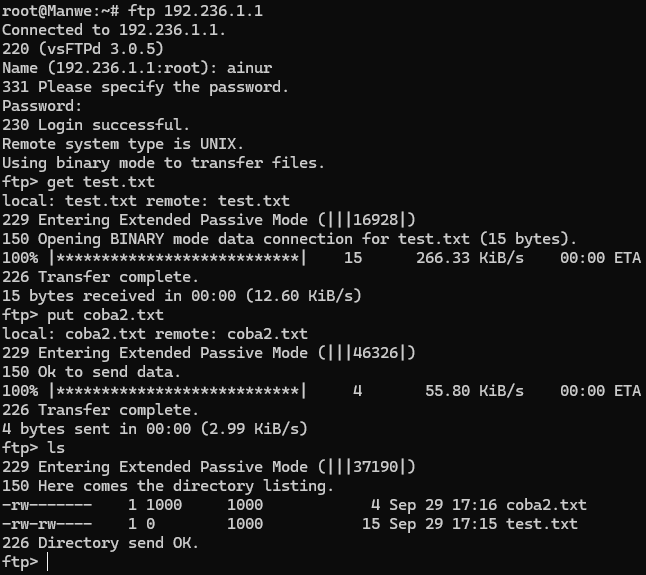 root@Manwe:~# ftp 192.236.1.1
Connected to 192.236.1.1.
220 (vsFTPd 3.0.5)
Name (192.236.1.1:root): ainur
331 Please specify the password.
Password:
230 Login successful.
Remote system type is UNIX.
Using binary mode to transfer files.
ftp> get test.txt
local: test.txt remote: test.txt
229 Entering Extended Passive Mode (|||16928|)
150 Opening BINARY mode data connection for test.txt (15 bytes).
100% |***************************|    15      266.33 KiB/s    00:00 ETA
226 Transfer complete.
15 bytes received in 00:00 (12.60 KiB/s)
ftp> put coba2.txt
local: coba2.txt remote: coba2.txt
229 Entering Extended Passive Mode (|||46326|)
150 Ok to send data.
100% |***************************|     4       55.80 KiB/s    00:00 ETA
226 Transfer complete.
4 bytes sent in 00:00 (2.99 KiB/s)
ftp> ls
229 Entering Extended Passive Mode (|||37190|)
150 Here comes the directory listing.
-rw-------    1 1000     1000            4 Sep 29 17:16 coba2.txt
-rw-rw----    1 0        1000           15 Sep 29 17:15 test.txt
226 Directory send OK.
ftp>